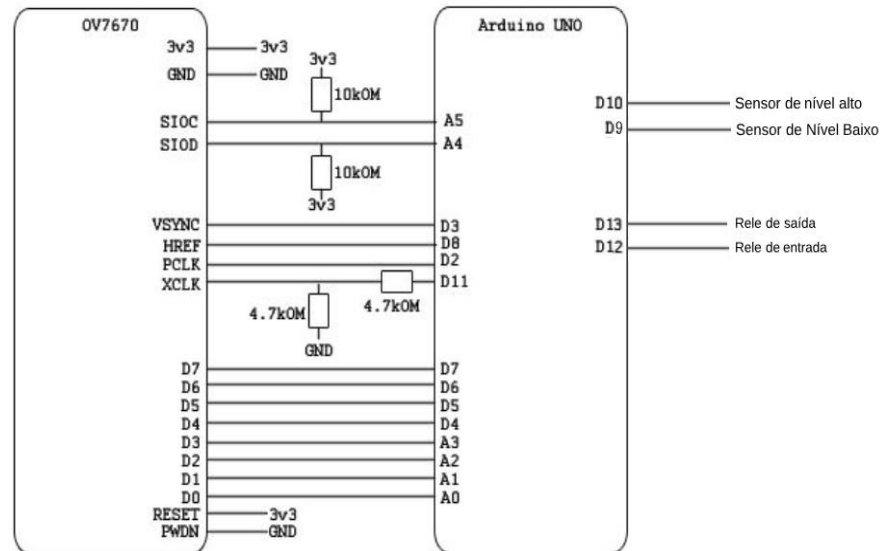 OV7670
Arduino UNO
3v3
3v3
GND
GND
3v3
10kOM
SIOC
A5
SIOD
A4
10kOM
3v3
D10
Sensor de nível alto
D9
Sensor de Nível Baixo
VSYNC
D3
HREF
D8
PCLK
D2
XCLK
D11
4.7kOM
4.7kOM
GND
D13
Rele de saída
D12
Rele de entrada
D7
D7
D6
D6
D5
D5
D4
D4
D3
A3
D2
A2
D1
A1
D0
A0
RESET
3v3
PWDN
GND